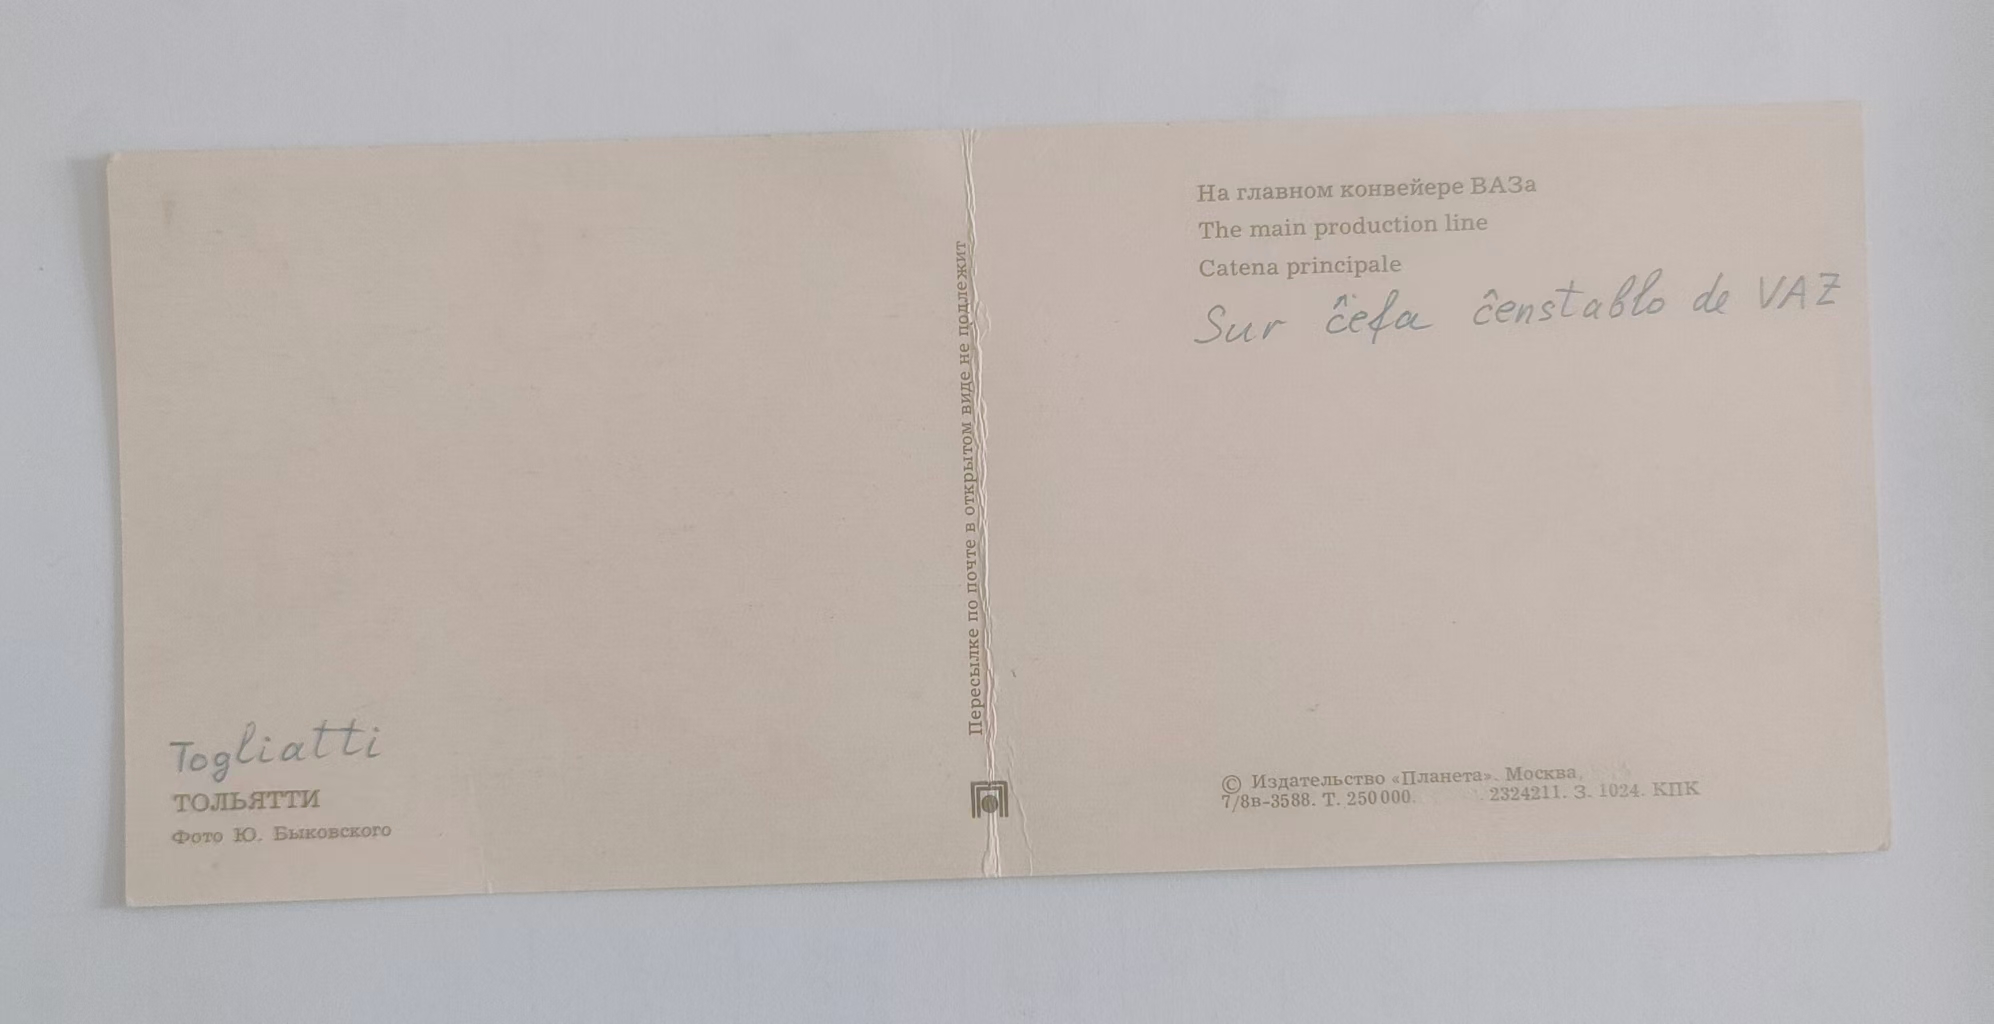 Togliatti
ТОЛЬЯТТИ
Фото Ю. Быковского
Пересылке по почте в открытом виде не подлежит
На главном конвейере ВАЗа
The main production line
Catena principale
Sur ĉefa ĉenstablo de VAZ
© Издательство «Планета». Москва
7/8в-3588. Т. 250 000. 2324211. З. 1024. КПК